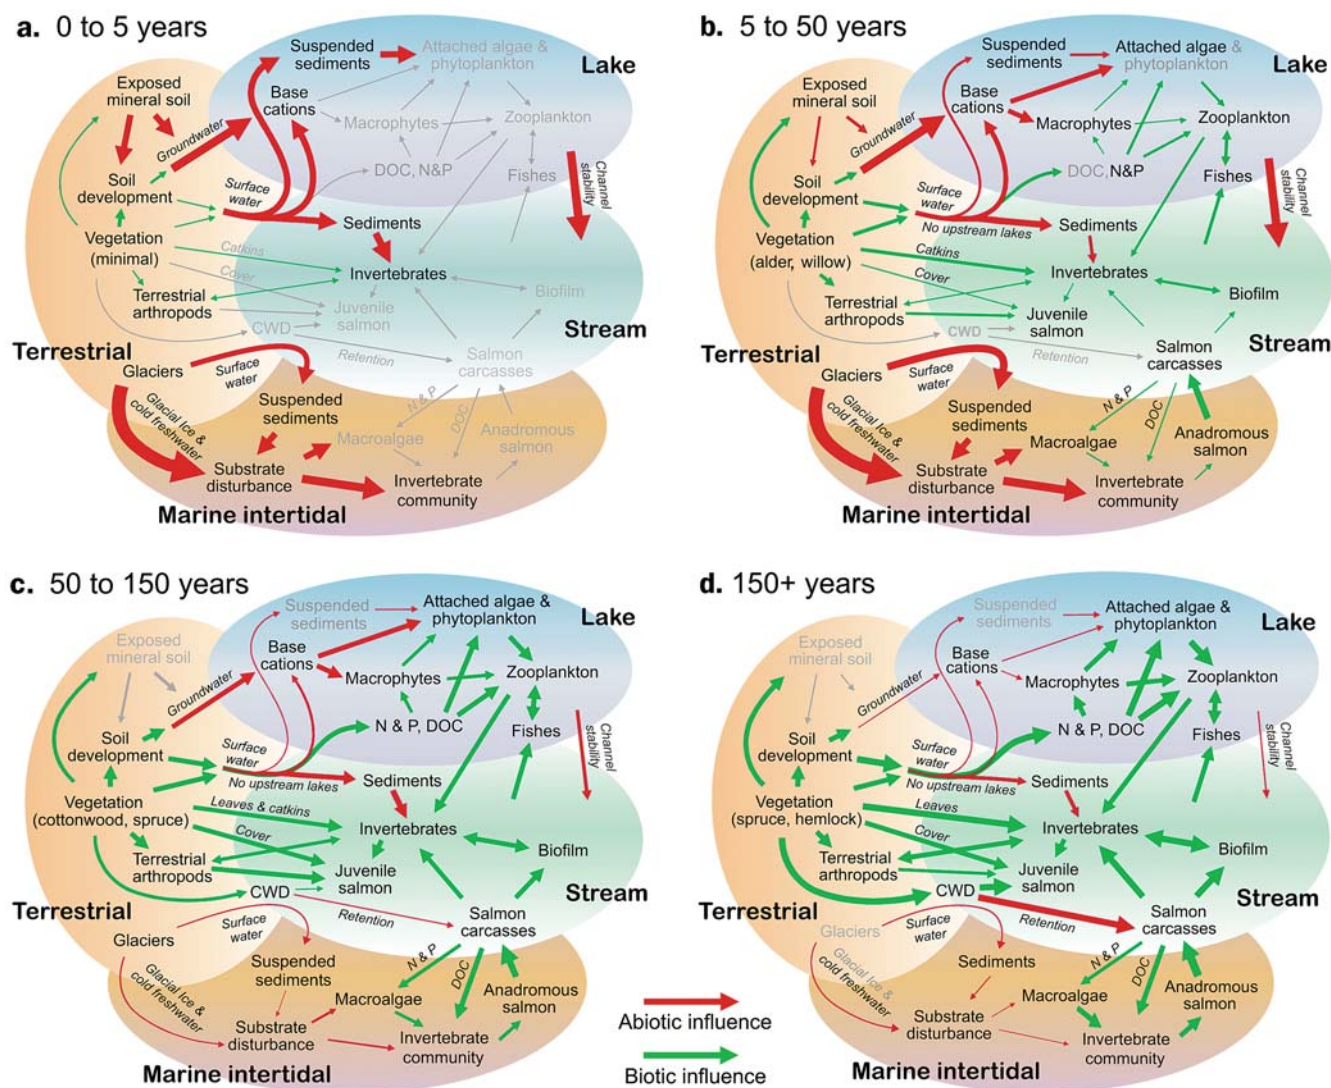 a. 0 to 5 years
Suspended
sediments
Attached algae &
phytoplankton
Lake
Exposed
mineral soil
Base
cations
Groundwater
Macrophytes
Zooplankton
Soil
development
Surface
water
DOC, N&P
Fishes
Channel
stability
Sediments
Vegetation
(minimal)
Catkins
Invertebrates
Cover
Terrestrial
arthropods
Juvenile
salmon
Biofilm
CWD
Stream
Terrestrial
Glaciers
Surface
water
Retention
Salmon
carcasses
Glacial Ice &
cold freshwater
Suspended
sediments
N & P
DOC
Macroalgae
Anadromous
salmon
Substrate
disturbance
Invertebrate
community
Marine intertidal
b. 5 to 50 years
Suspended
sediments
Attached algae &
phytoplankton
Lake
Exposed
mineral soil
Base
cations
Groundwater
Macrophytes
Zooplankton
Soil
development
Surface
water
DOC, N&P
Fishes
Channel
stability
No upstream lakes
Sediments
Vegetation
(alder, willow)
Catkins
Invertebrates
Cover
Terrestrial
arthropods
Juvenile
salmon
Biofilm
CWD
Stream
Terrestrial
Glaciers
Surface
water
Retention
Salmon
carcasses
Glacial Ice &
cold freshwater
Suspended
sediments
N & P
DOC
Macroalgae
Anadromous
salmon
Substrate
disturbance
Invertebrate
community
Marine intertidal
c. 50 to 150 years
Suspended
sediments
Attached algae &
phytoplankton
Lake
Exposed
mineral soil
Base
cations
Groundwater
Macrophytes
Zooplankton
Soil
development
Surface
water
N & P, DOC
Fishes
Channel
stability
No upstream lakes
Sediments
Vegetation
(cottonwood, spruce)
Leaves & catkins
Invertebrates
Cover
Terrestrial
arthropods
Juvenile
salmon
Biofilm
CWD
Stream
Terrestrial
Glaciers
Surface
water
Retention
Salmon
carcasses
Glacial Ice &
cold freshwater
Suspended
sediments
N & P
DOC
Macroalgae
Anadromous
salmon
Substrate
disturbance
Invertebrate
community
Marine intertidal
d. 150+ years
Suspended
sediments
Attached algae &
phytoplankton
Lake
Exposed
mineral soil
Base
cations
Groundwater
Macrophytes
Zooplankton
Soil
development
Surface
water
N & P, DOC
Fishes
Channel
stability
No upstream lakes
Sediments
Vegetation
(spruce, hemlock)
Leaves
Invertebrates
Cover
Terrestrial
arthropods
Juvenile
salmon
Biofilm
CWD
Stream
Terrestrial
Glaciers
Surface
water
Retention
Salmon
carcasses
Glacial Ice &
cold freshwater
Sediments
N & P
DOC
Macroalgae
Anadromous
salmon
Substrate
disturbance
Invertebrate
community
Marine intertidal
Abiotic influence
Biotic influence